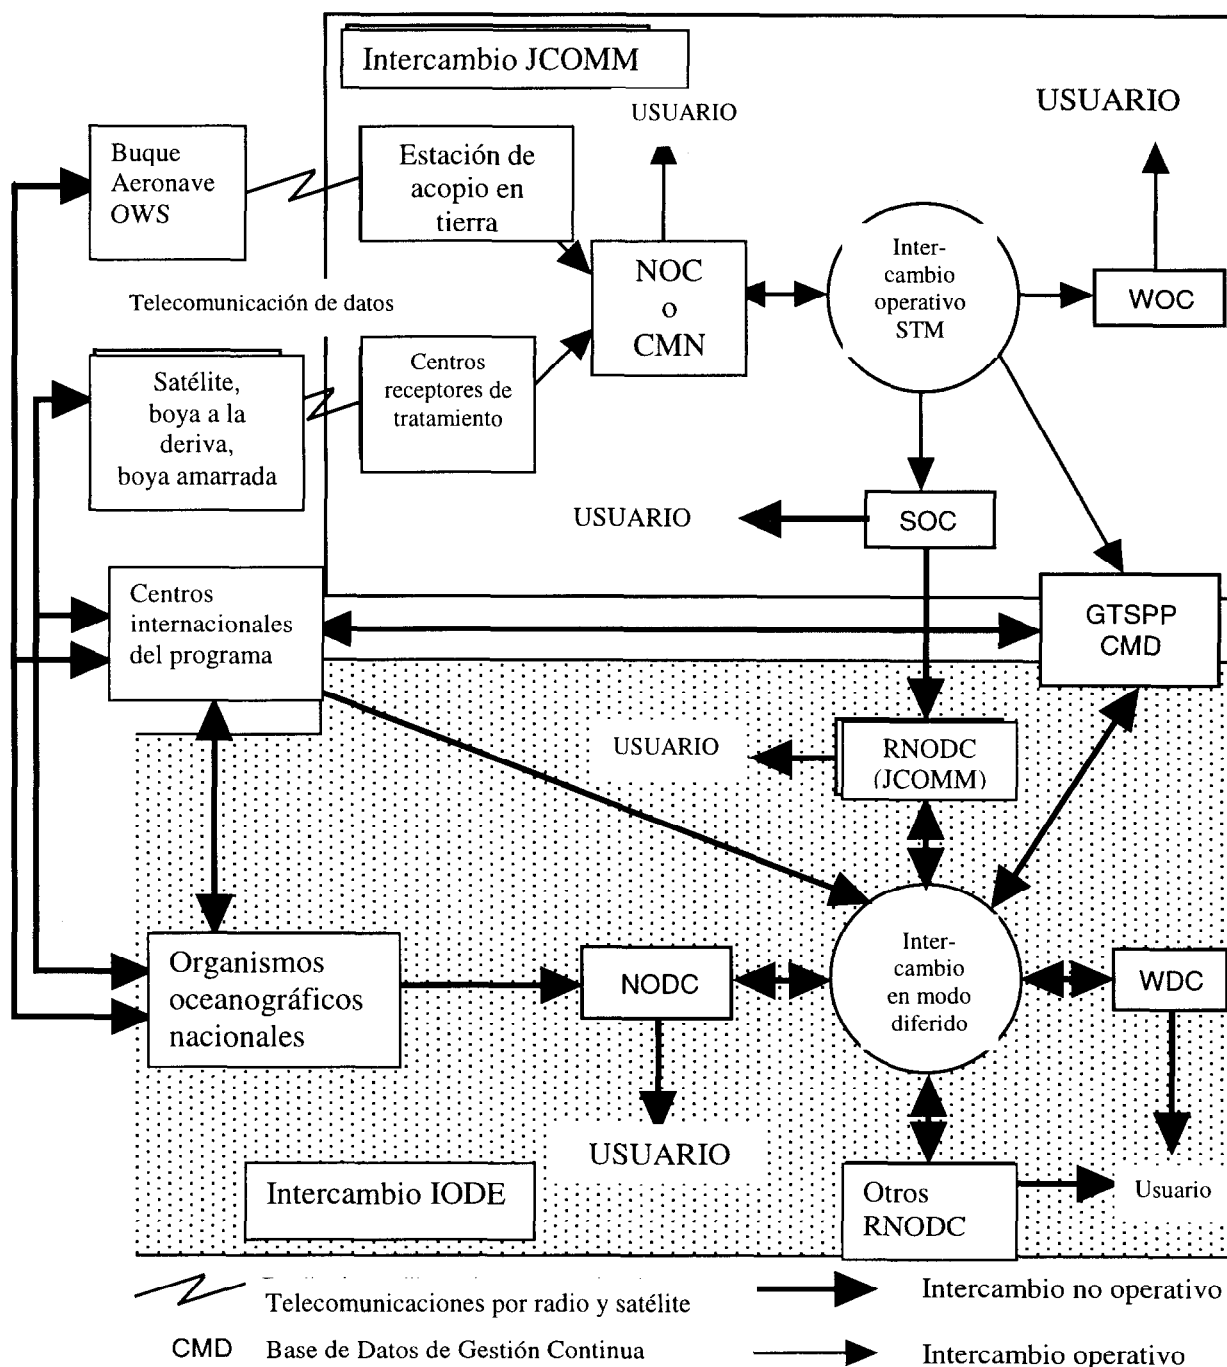 Intercambio JCOMM
USUARIO
USUARIO
Buque
Aeronave
OWS
Estación de
acopio en
tierra
Inter-
cambio
operativo
STM
NOC
o
CMN
WOC
Telecomunicación de datos
Satélite,
boya a la
deriva,
boya amarrada
Centros
receptores de
tratamiento
USUARIO
SOC
Centros
internacionales
del programa
GTSPP
CMD
USUARIO
RNODC
(JCOMM)
Organismos
oceanográficos
nacionales
NODC
Inter-
cambio
en modo
diferido
WDC
USUARIO
Intercambio IODE
Otros
RNODC
Usuario
Telecomunicaciones por radio y satélite
Intercambio no operativo
CMD Base de Datos de Gestión Continua
Intercambio operativo